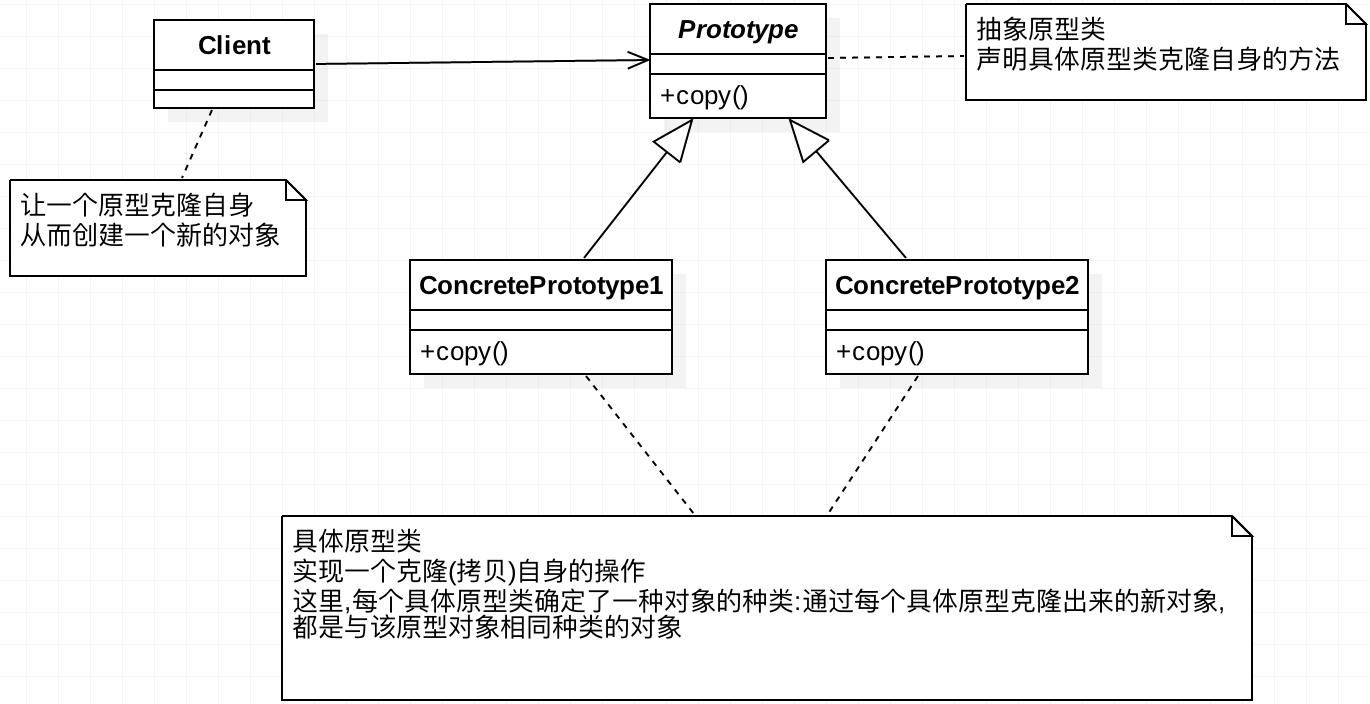 Client
Prototype
+copy()
抽象原型类
声明具体原型类克隆自身的方法
让一个原型克隆自身
从而创建一个新的对象
ConcretePrototype1
+copy()
ConcretePrototype2
+copy()
具体原型类
实现一个克隆(拷贝)自身的操作
这里,每个具体原型类确定了一种对象的种类:通过每个具体原型克隆出来的新对象,
都是与该原型对象相同种类的对象